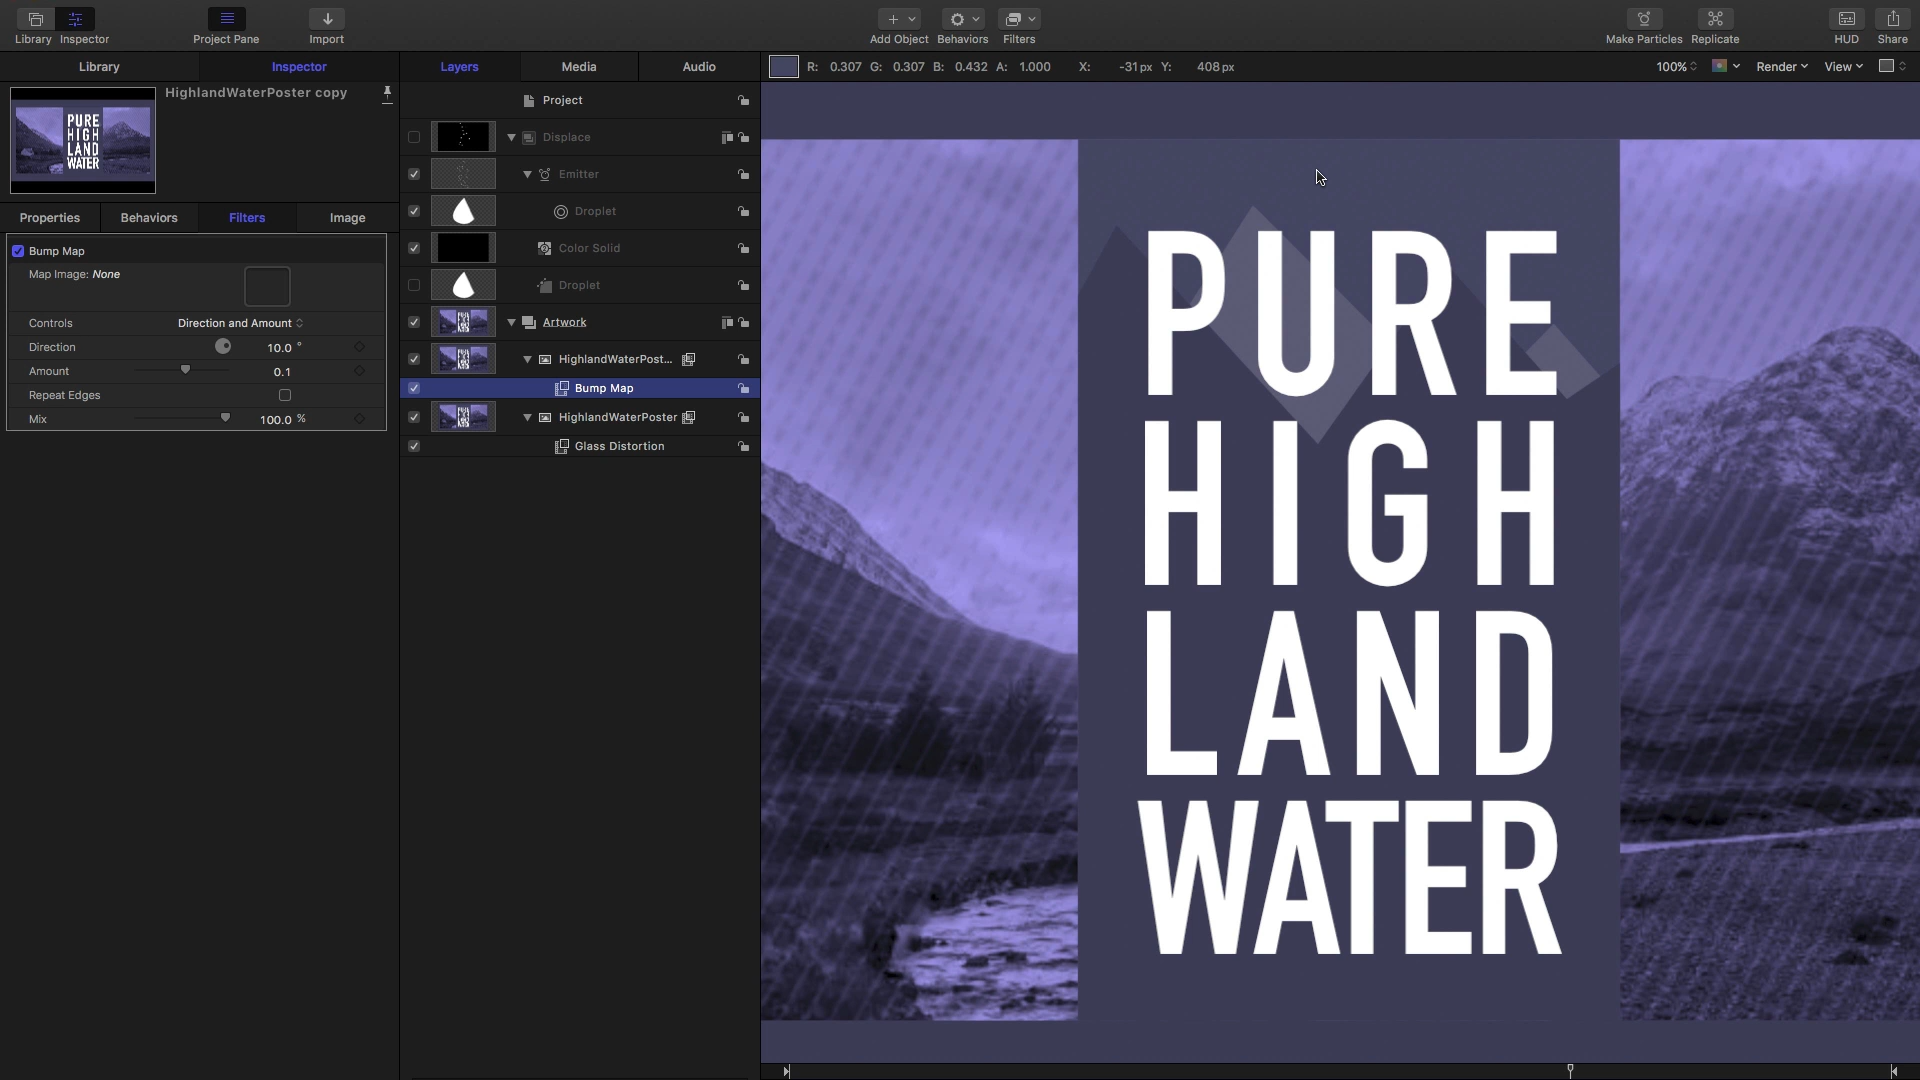 Library Inspector Project Pane Import Add Object Behaviors Filters Make Particles Replicate HUD Share
Library Inspector Layers Media Audio R: 0.307 G: 0.307 B: 0.432 A: 1.000 X: -31 px Y: 408 px 100% Render View
HighlandWaterPoster copy
PURE
HIGH
LAND
WATER
Properties Behaviors Filters Image
Bump Map
Map Image: None
Controls Direction and Amount
Direction 10.0 °
Amount 0.1
Repeat Edges
Mix 100.0 %
Project
Displace
Emitter
Droplet
Color Solid
Droplet
Artwork
HighlandWaterPost...
Bump Map
HighlandWaterPoster
Glass Distortion
PURE
HIGH
LAND
WATER